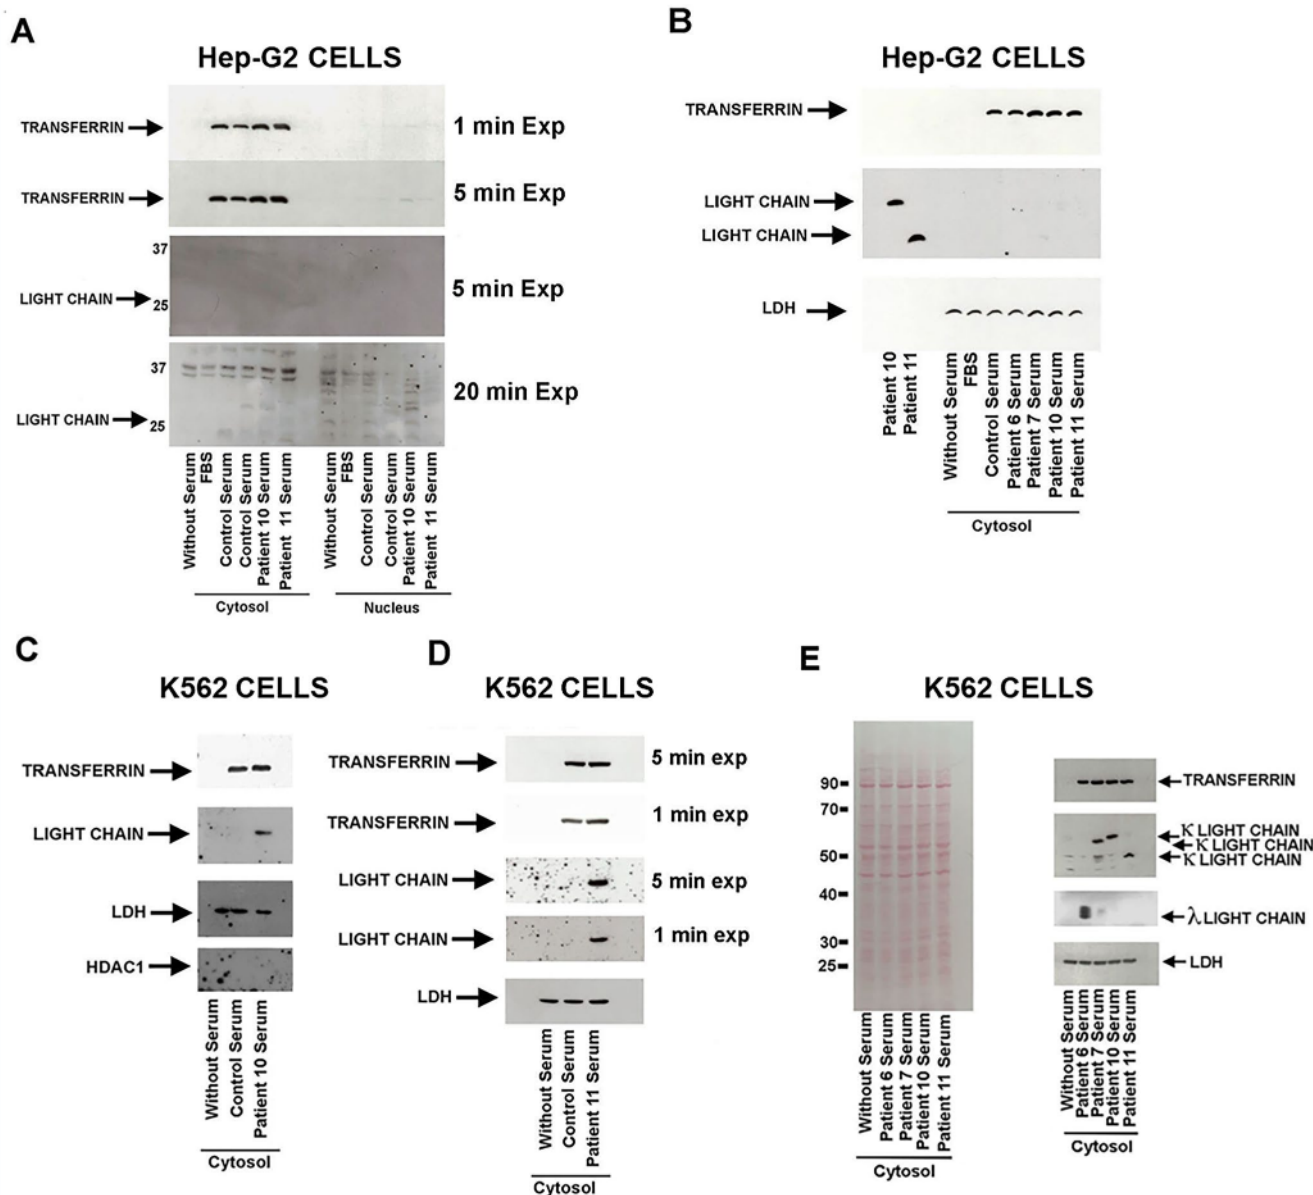 A
Hep-G2 CELLS
TRANSFERRIN
1 min Exp
TRANSFERRIN
5 min Exp
37
LIGHT CHAIN
25
5 min Exp
37
LIGHT CHAIN
25
20 min Exp
Without Serum
FBS
Control Serum
Control Serum
Patient 10 Serum
Patient 11 Serum
Without Serum
FBS
Control Serum
Control Serum
Patient 10 Serum
Patient 11 Serum
Cytosol
Nucleus
B
Hep-G2 CELLS
TRANSFERRIN
LIGHT CHAIN
LIGHT CHAIN
LDH
Patient 10
Patient 11
Without Serum
FBS
Control Serum
Patient 6 Serum
Patient 7 Serum
Patient 10 Serum
Patient 11 Serum
Cytosol
C
K562 CELLS
TRANSFERRIN
LIGHT CHAIN
LDH
HDAC1
Without Serum
Control Serum
Patient 10 Serum
Cytosol
D
K562 CELLS
TRANSFERRIN
5 min exp
TRANSFERRIN
1 min exp
LIGHT CHAIN
5 min exp
LIGHT CHAIN
1 min exp
LDH
Without Serum
Control Serum
Patient 11 Serum
Cytosol
E
K562 CELLS
90
70
50
40
30
25
Without Serum
Patient 6 Serum
Patient 7 Serum
Patient 10 Serum
Patient 11 Serum
Cytosol
TRANSFERRIN
κ LIGHT CHAIN
κ LIGHT CHAIN
κ LIGHT CHAIN
λ LIGHT CHAIN
LDH
Without Serum
Patient 6 Serum
Patient 7 Serum
Patient 10 Serum
Patient 11 Serum
Cytosol